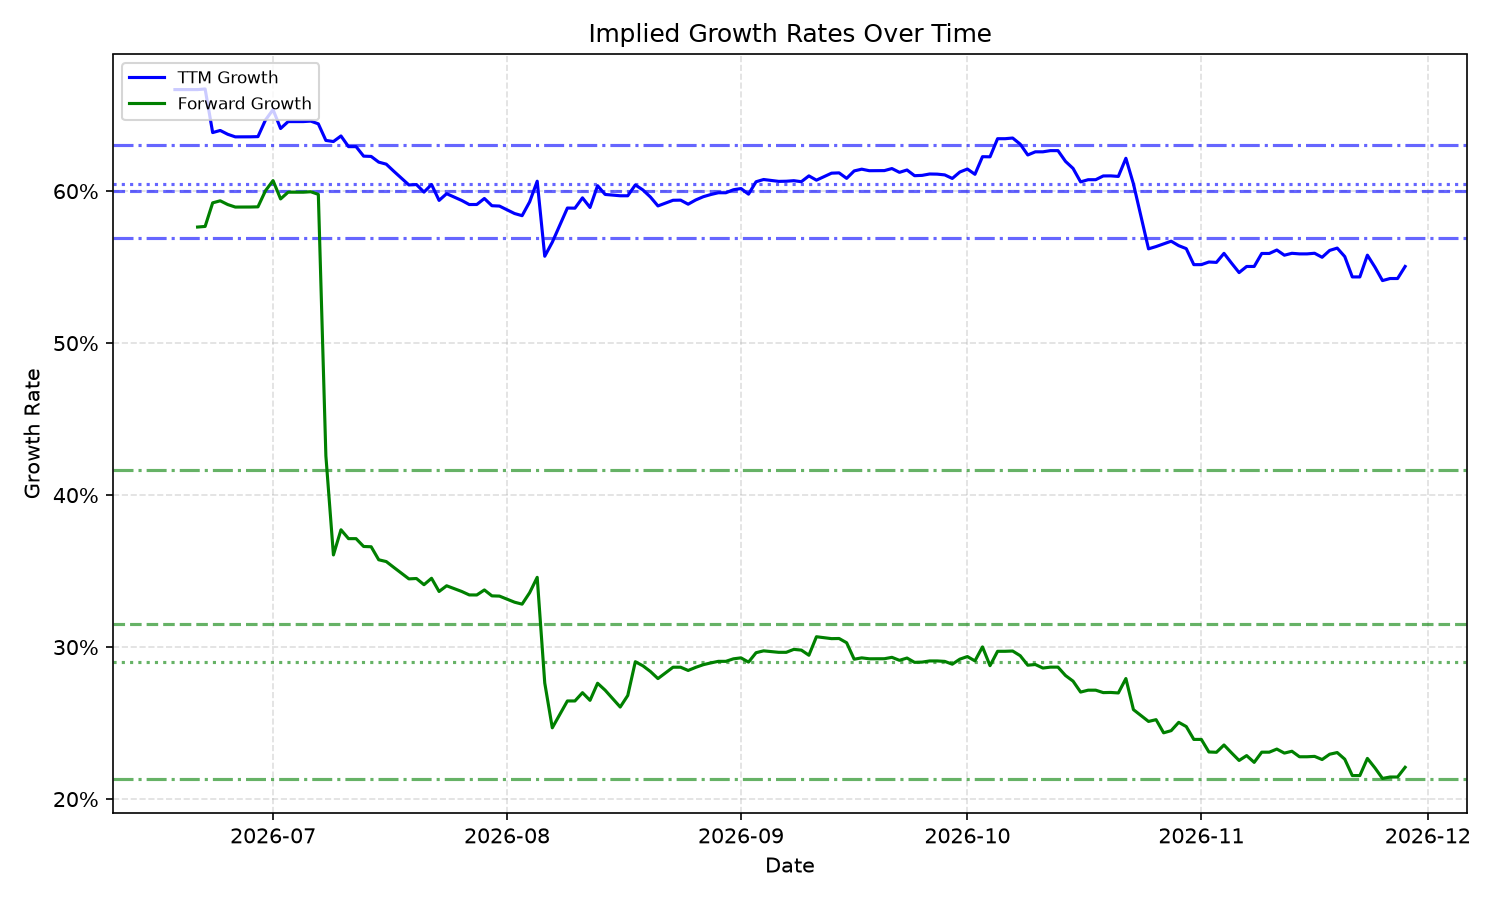 Implied Growth Rates Over Time
TTM Growth
Forward Growth
Growth Rate
60%
50%
40%
30%
20%
2026-07
2026-08
2026-09
2026-10
2026-11
2026-12
Date